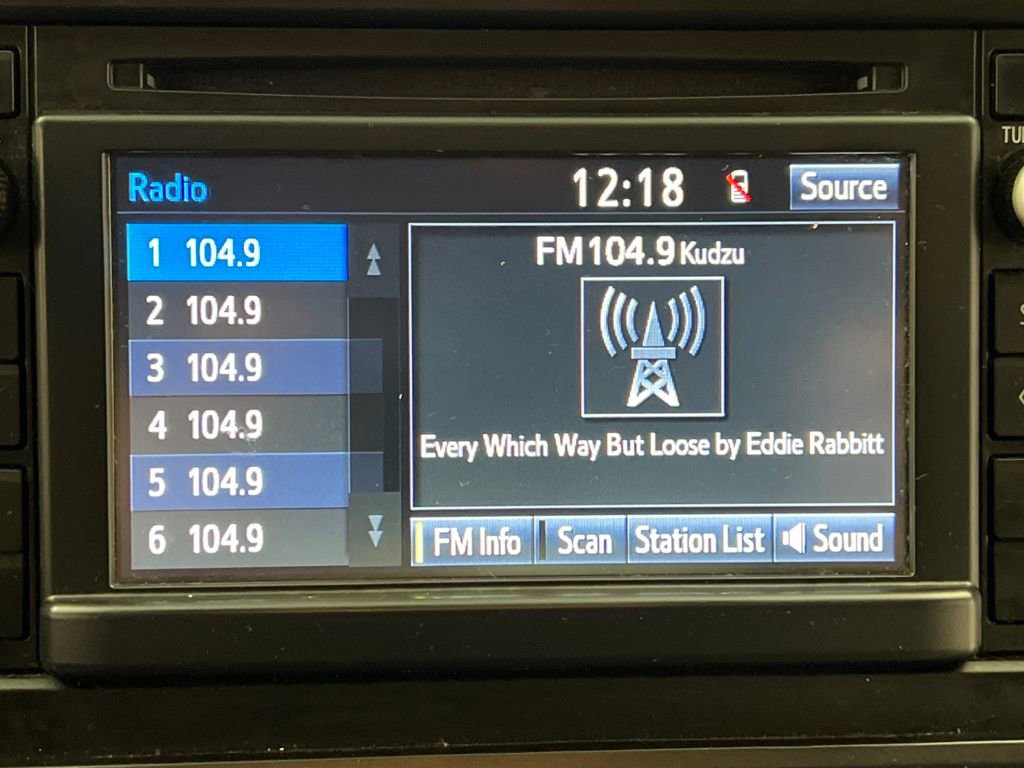 Radio
12:18
Source
1 104.9
2 104.9
3 104.9
4 104.9
5 104.9
6 104.9
FM 104.9 Kudzu
Every Which Way But Loose by Eddie Rabbitt
FM Info
Scan
Station List
Sound